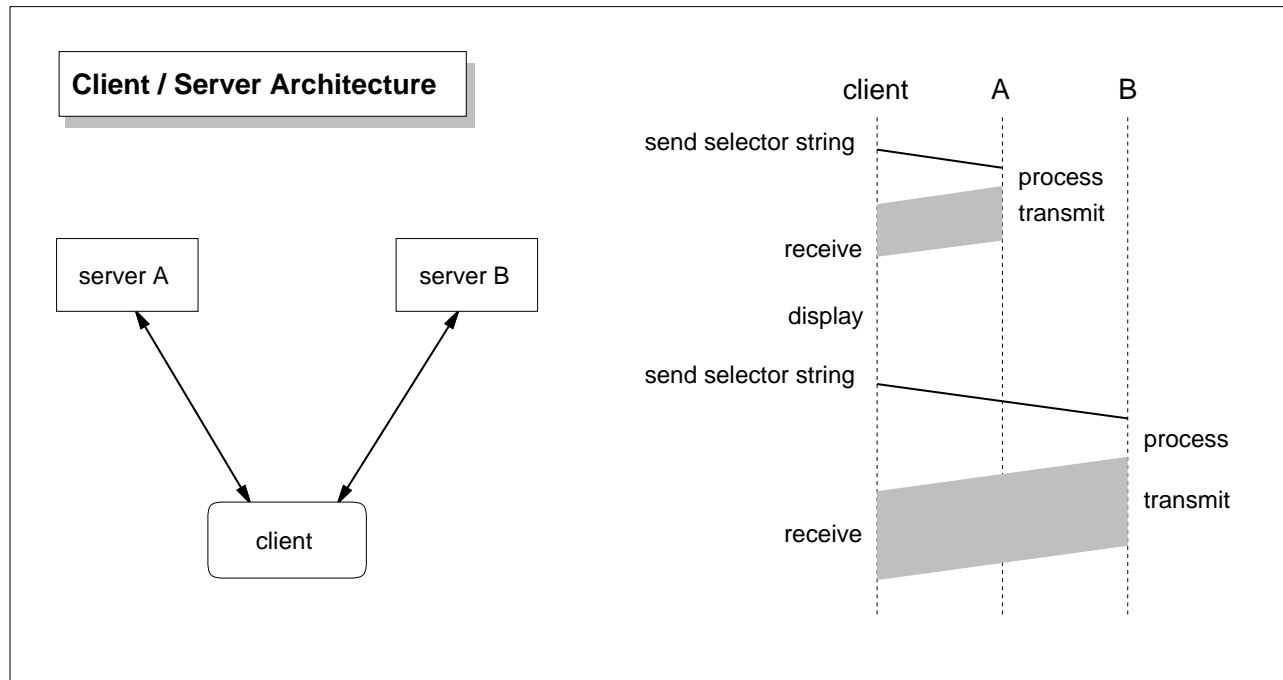 Client / Server Architecture
server A
server B
client
client A B
send selector string
process
transmit
receive
display
send selector string
process
transmit
receive